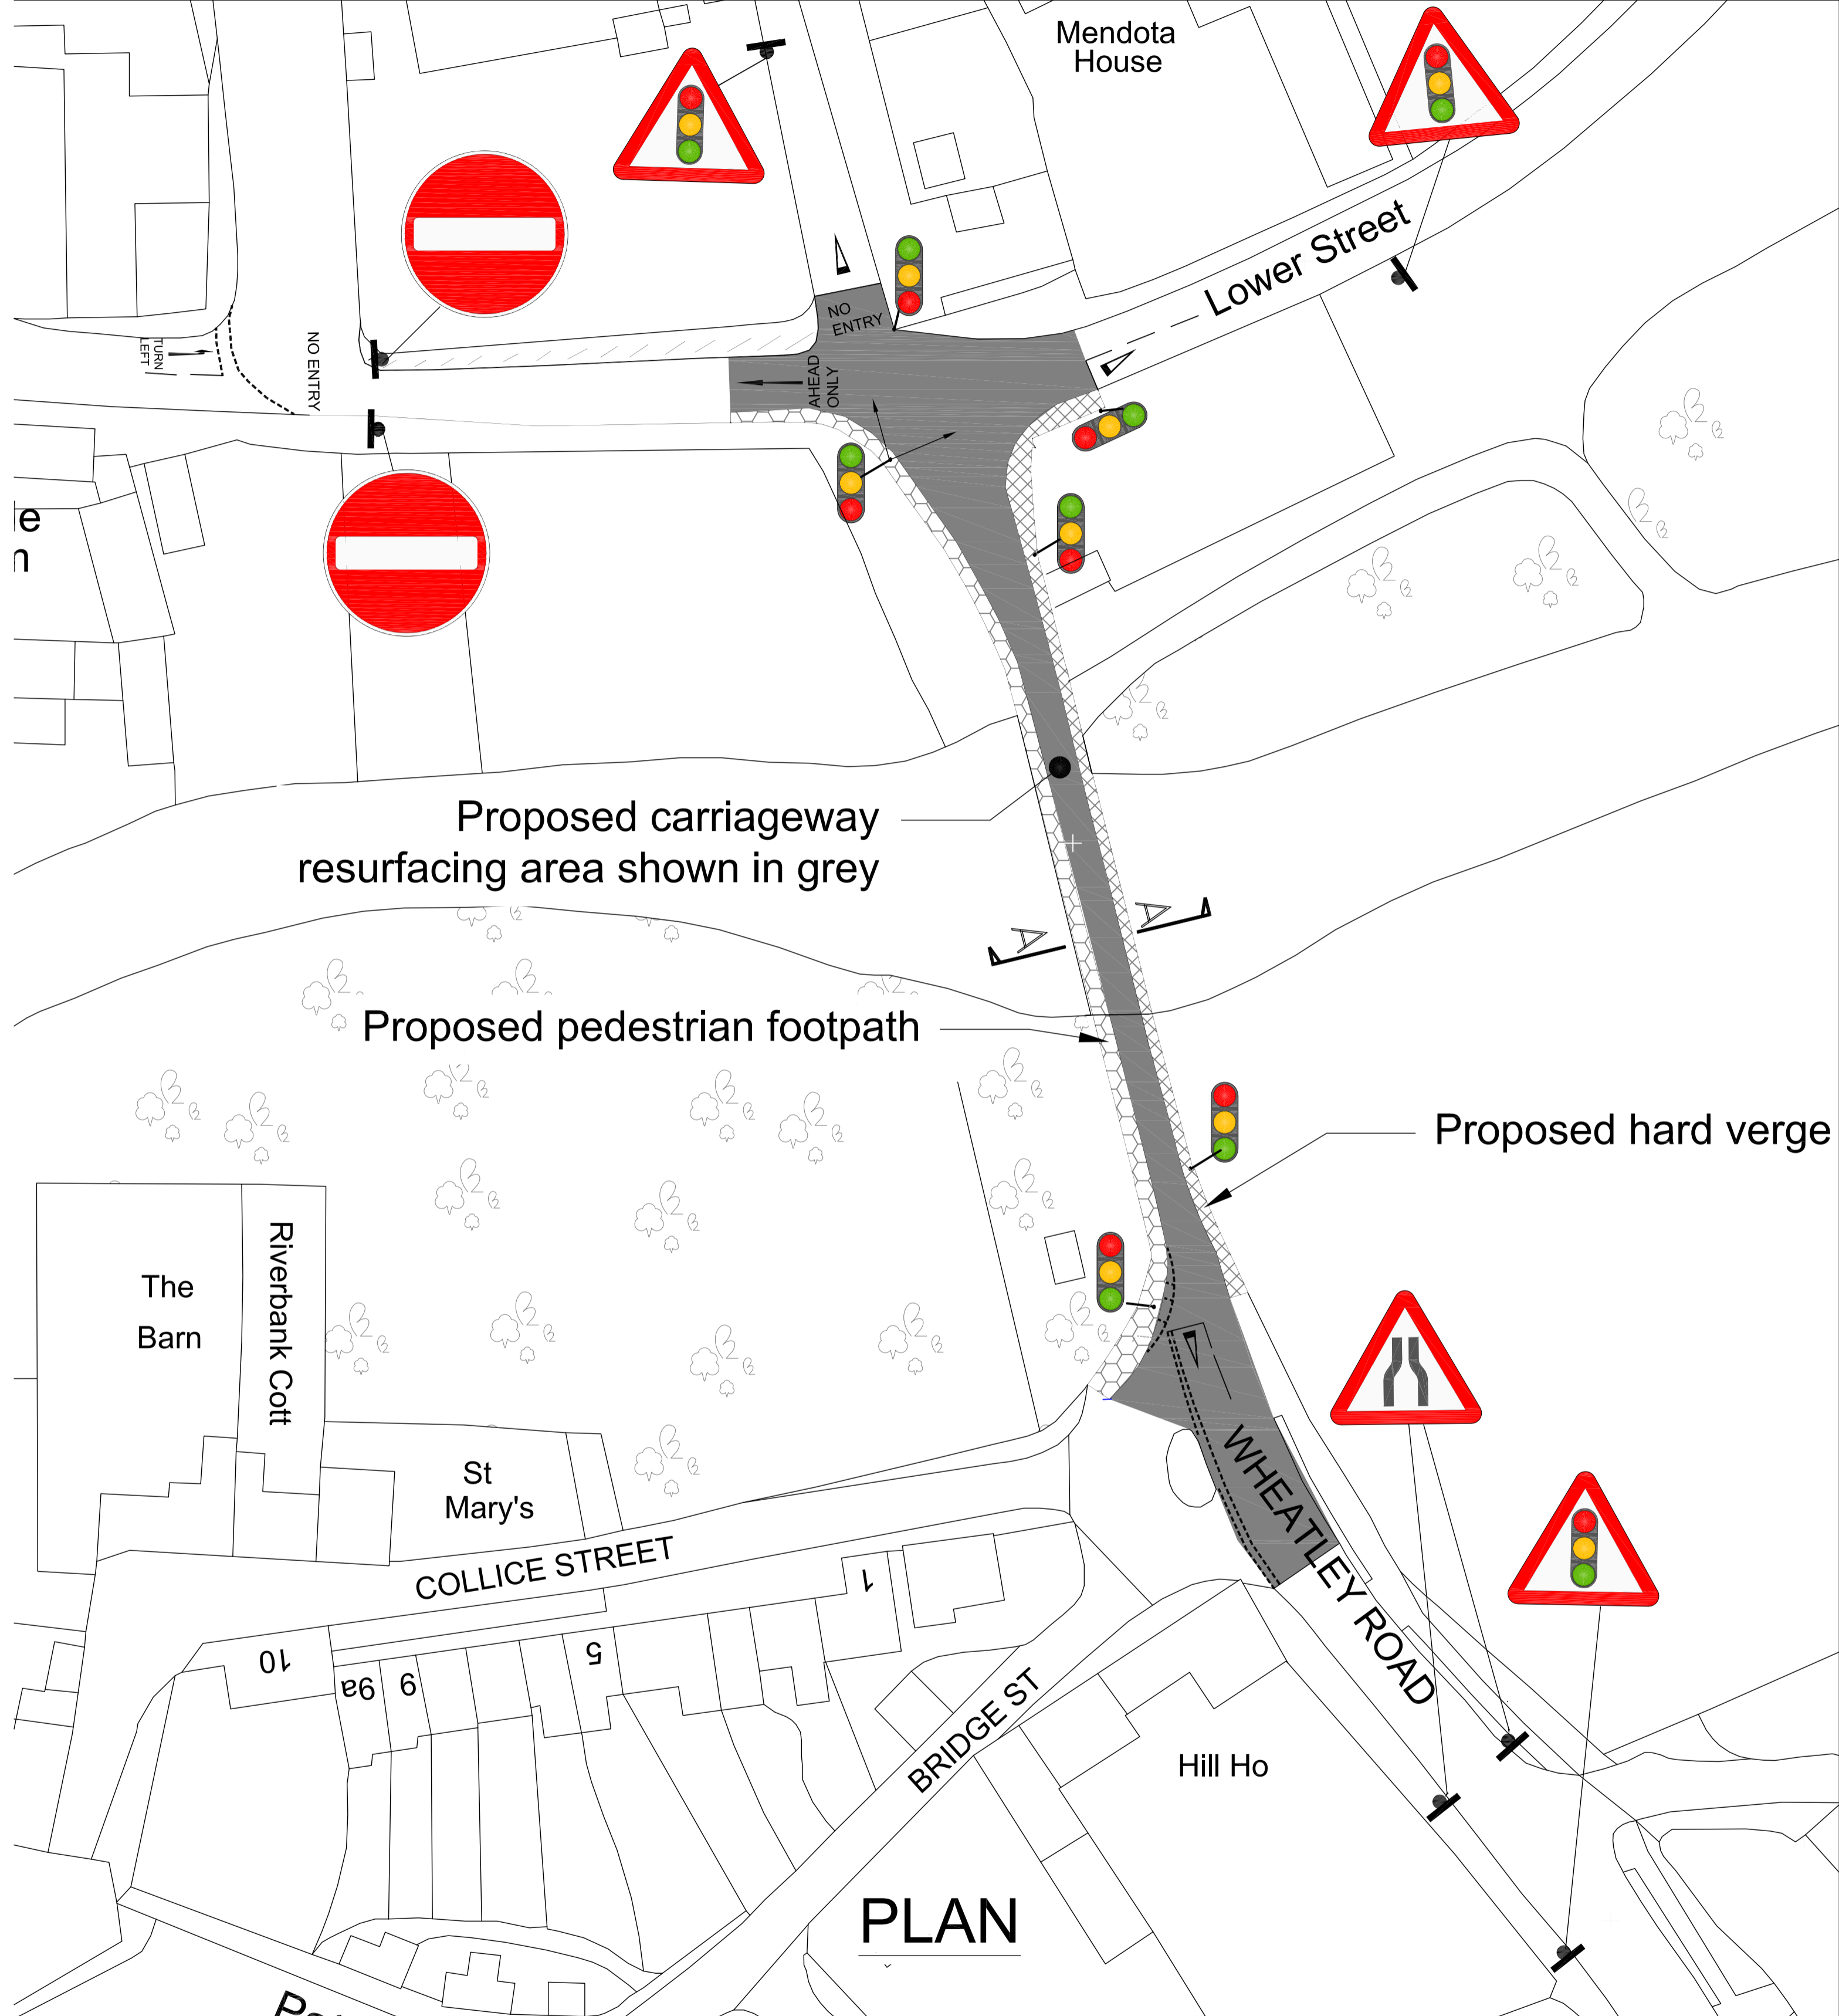 Mendota
House
Lower Street
NO
ENTRY
TURN
LEFT
NO ENTRY
AHEAD
ONLY
Proposed carriageway
resurfacing area shown in grey
A
A
Proposed pedestrian footpath
Proposed hard verge
The
Barn
Riverbank Cott
St
Mary's
COLLICE STREET
WHEATLEY ROAD
1
10
9a
9
5
BRIDGE ST
Hill Ho
PLAN